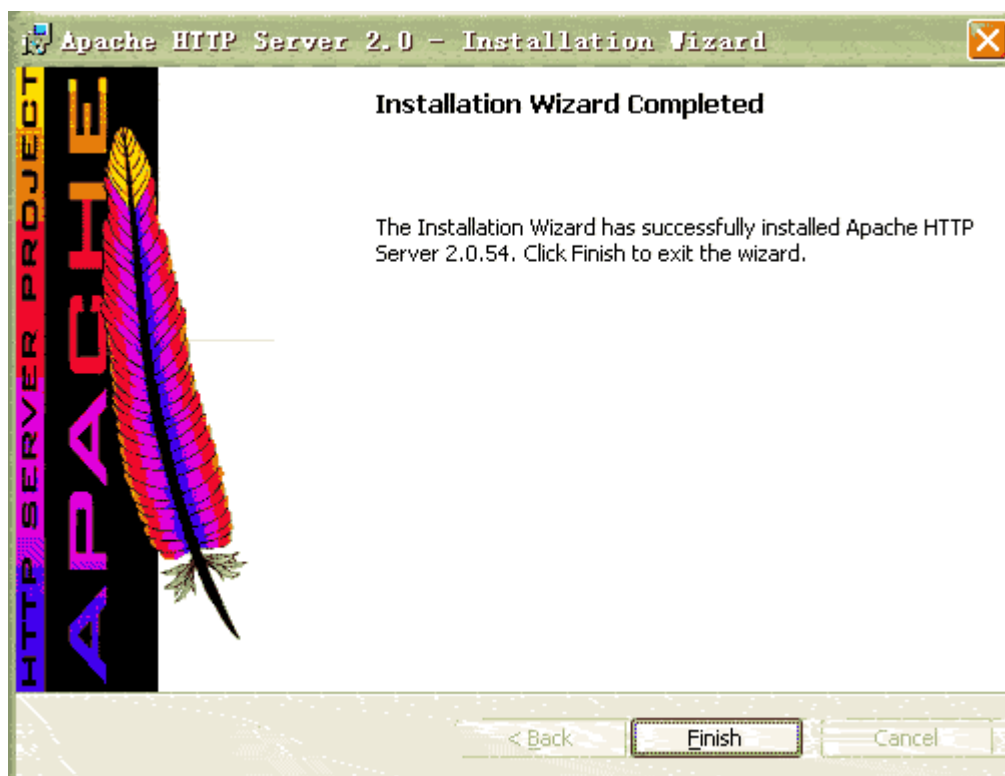 Apache HTTP Server 2.0 - Installation Wizard
HTTP SERVER PROJECT
APACHE
Installation Wizard Completed
The Installation Wizard has successfully installed Apache HTTP
Server 2.0.54. Click Finish to exit the wizard.
< Back
Finish
Cancel